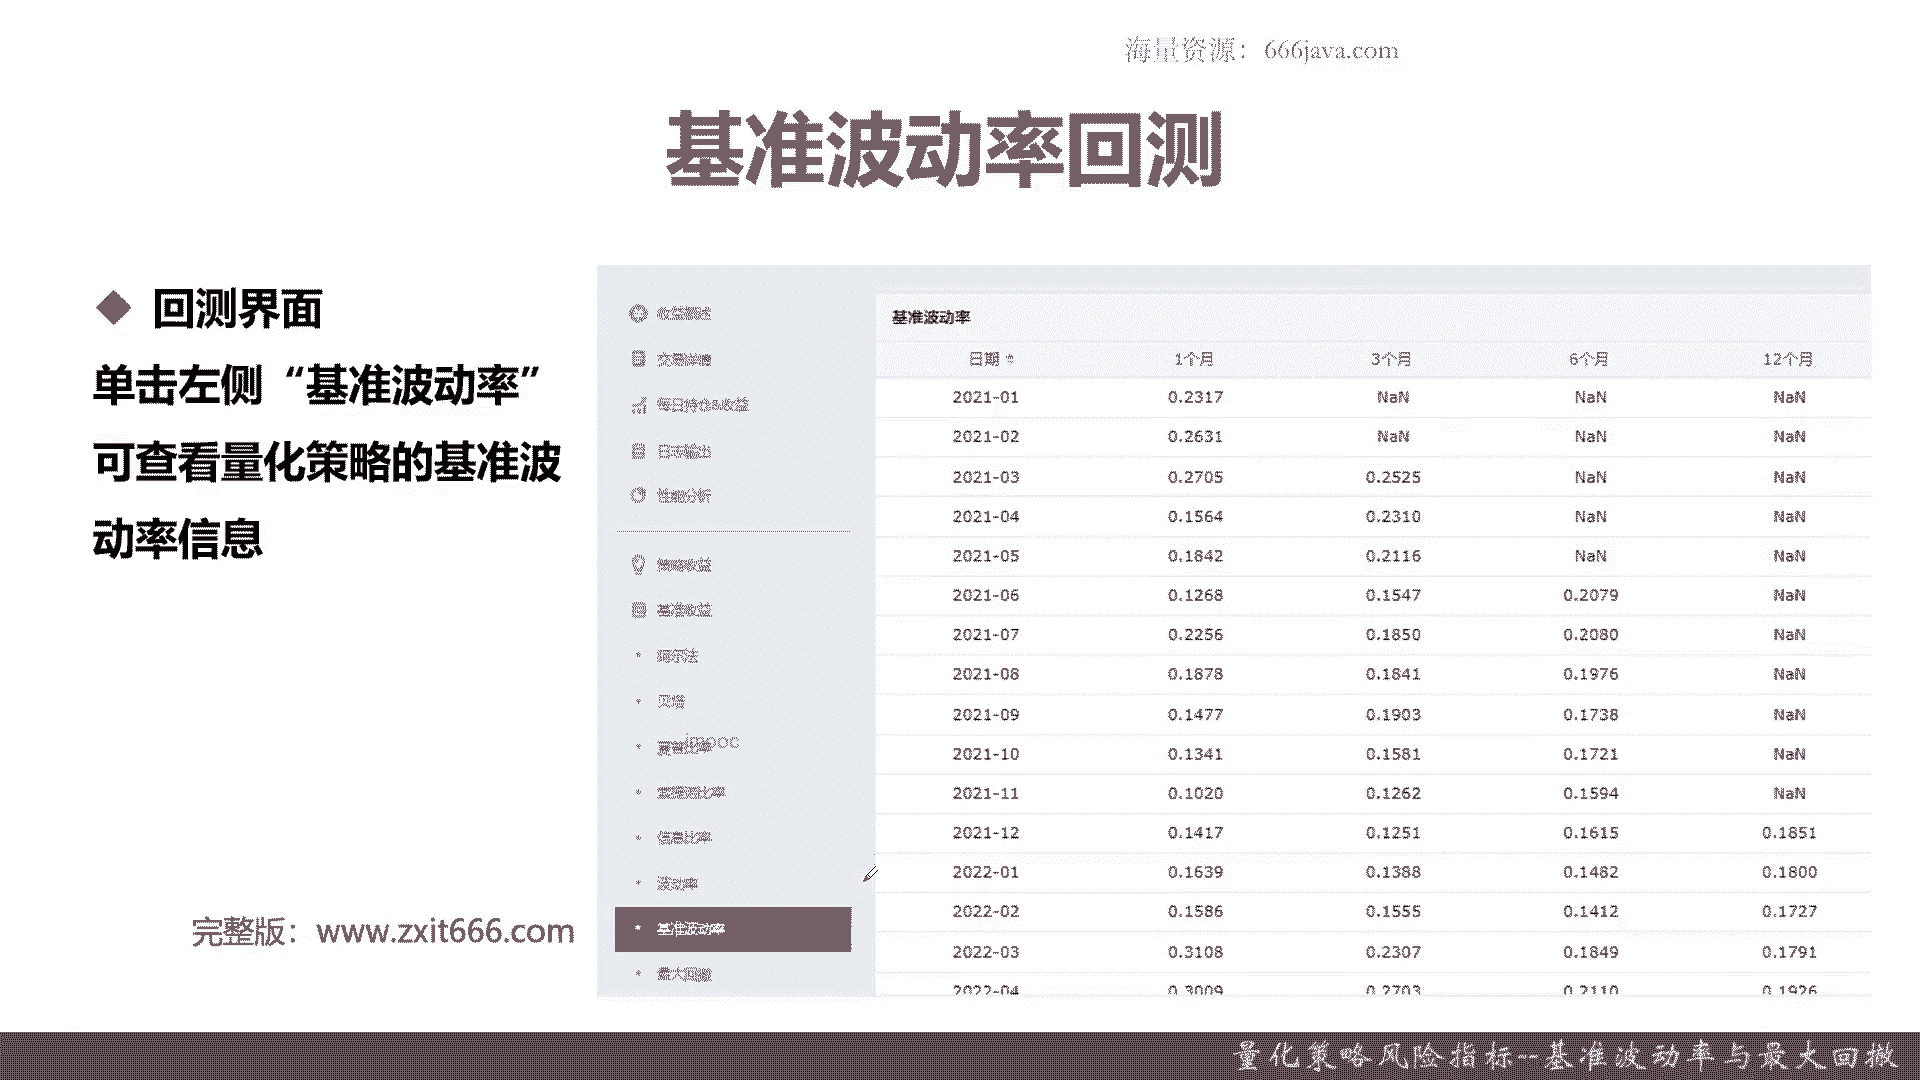 海量资源：666java.com
基准波动率回测
◆ 回测界面
单击左侧“基准波动率”
可查看量化策略的基准波
动率信息
完整版：www.zxit666.com
收益概述
交易详情
每日持仓&收益
日志输出
性能分析
策略收益
基准收益
阿尔法
贝塔
夏普比率
imooc
索提诺比率
信息比率
波动率
基准波动率
最大回撤
基准波动率
日期 1个月 3个月 6个月 12个月
2021-01 0.2317 NaN NaN NaN
2021-02 0.2631 NaN NaN NaN
2021-03 0.2705 0.2525 NaN NaN
2021-04 0.1564 0.2310 NaN NaN
2021-05 0.1842 0.2116 NaN NaN
2021-06 0.1268 0.1547 0.2079 NaN
2021-07 0.2256 0.1850 0.2080 NaN
2021-08 0.1878 0.1841 0.1976 NaN
2021-09 0.1477 0.1903 0.1738 NaN
2021-10 0.1341 0.1581 0.1721 NaN
2021-11 0.1020 0.1262 0.1594 NaN
2021-12 0.1417 0.1251 0.1615 0.1851
2022-01 0.1639 0.1388 0.1482 0.1800
2022-02 0.1586 0.1555 0.1412 0.1727
2022-03 0.3108 0.2307 0.1849 0.1791
2022-04 0.3009 0.2703 0.2110 0.1926
量化策略风险指标--基准波动率与最大回撤